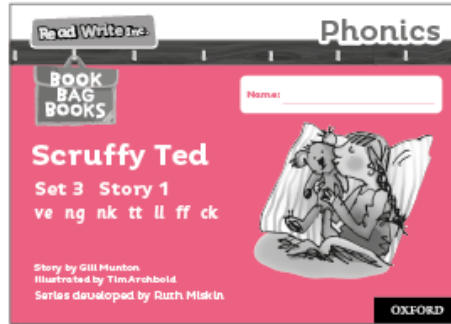 Read Write Inc.
Phonics
BOOK
BAG
BOOKS
Name:
Scruffy Ted
Set 3 Story 1
ve ng nk tt ll ff ck
Story by Gill Munton
Illustrated by Tim Archbold
Series developed by Ruth Miskin
OXFORD